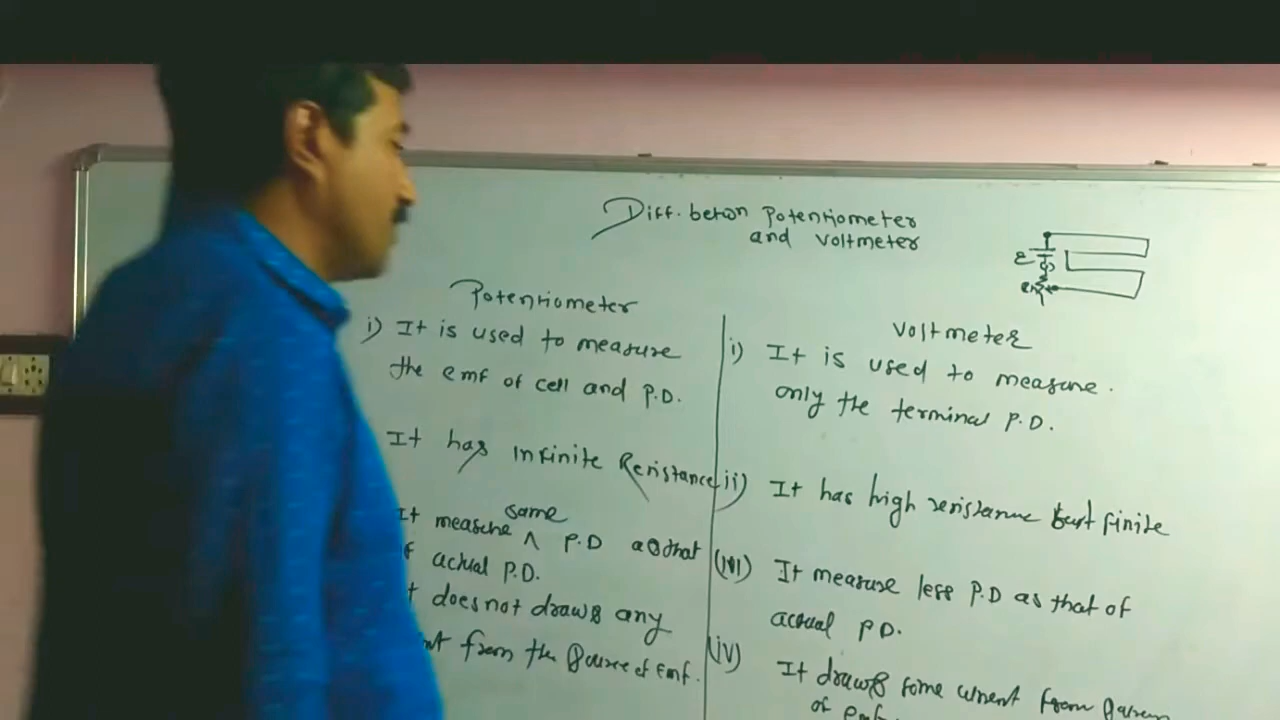 Diff. betwn Potentiometer
and voltmeter
ε
Potentiometer
i) It is used to measure
the emf of cell and P.D.
It has infinite Resistance
same
It measure ^ P.D as that
actual P.D.
does not draws any
from the source of Emf.
Voltmeter
i) It is used to measure.
only the terminal P.D.
ii) It has high resistance but finite
(iii) It measure less P.D as that of
actual PD.
(iv) It draws some current from
of emf